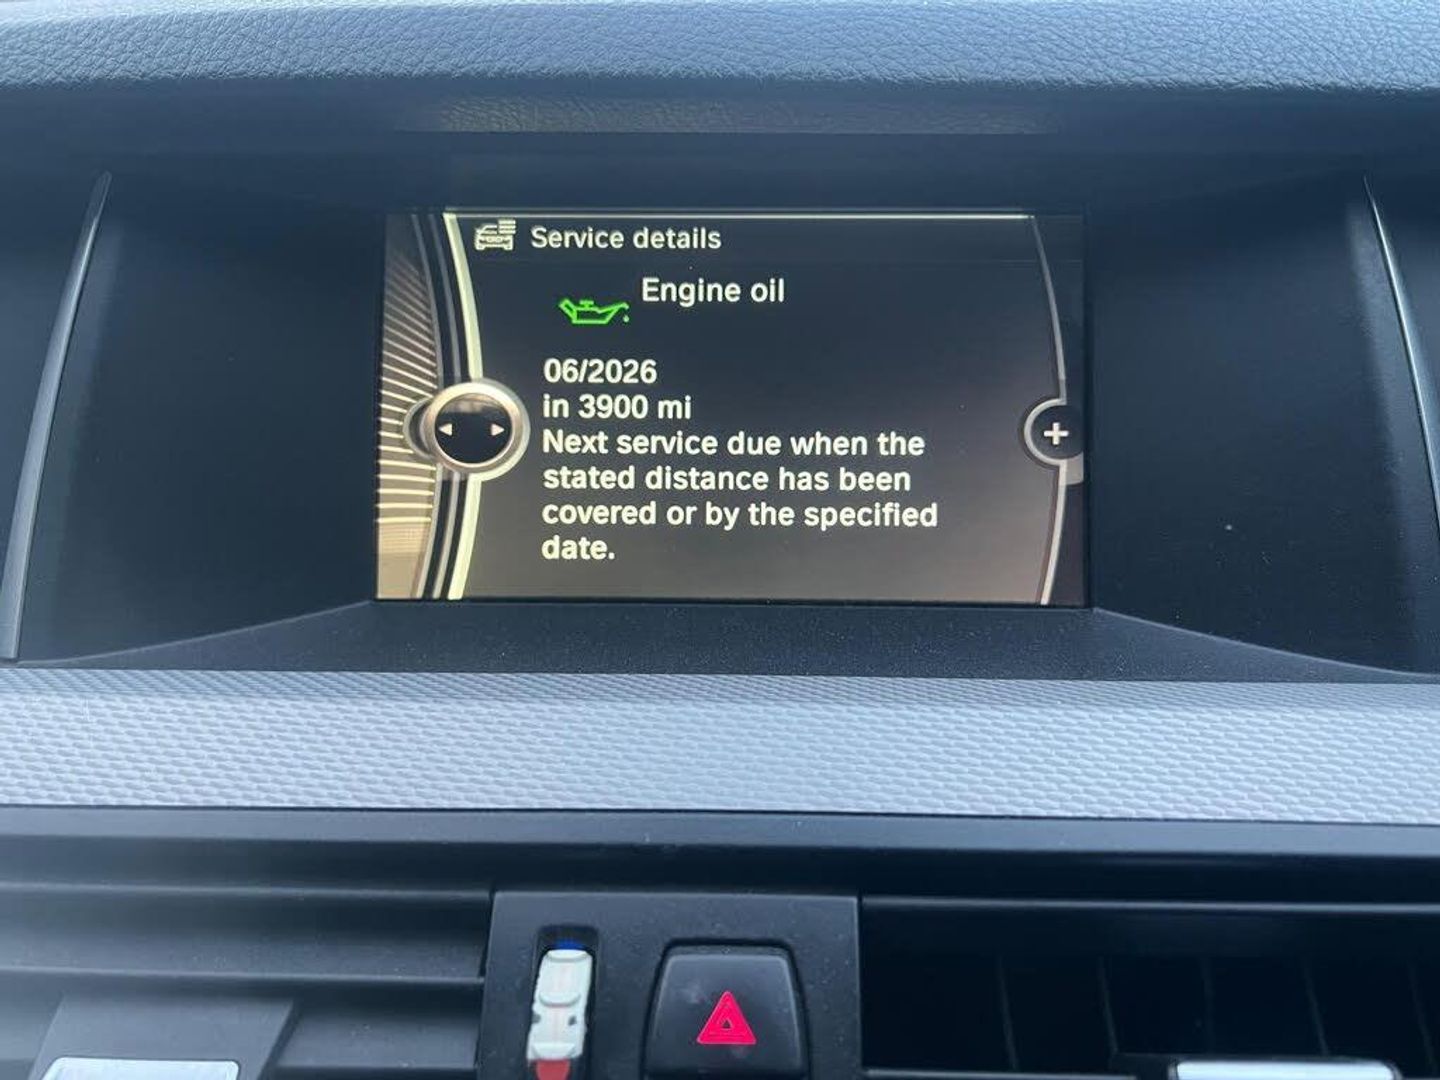 Service details
Engine oil
06/2026
in 3900 mi
Next service due when the
stated distance has been
covered or by the specified
date.